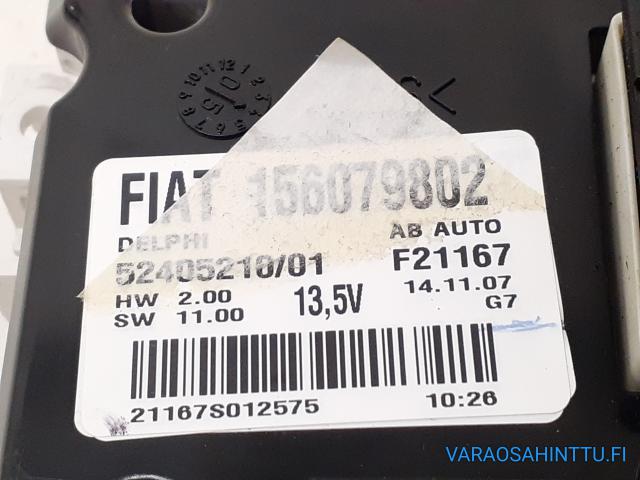 FIAT 156079802
DELPHI AB AUTO
52405210/01 F21167
HW 2.00 13,5V 14.11.07
SW 11.00 G7
21167S012575 10:26
VARAOSAHINTTU.FI